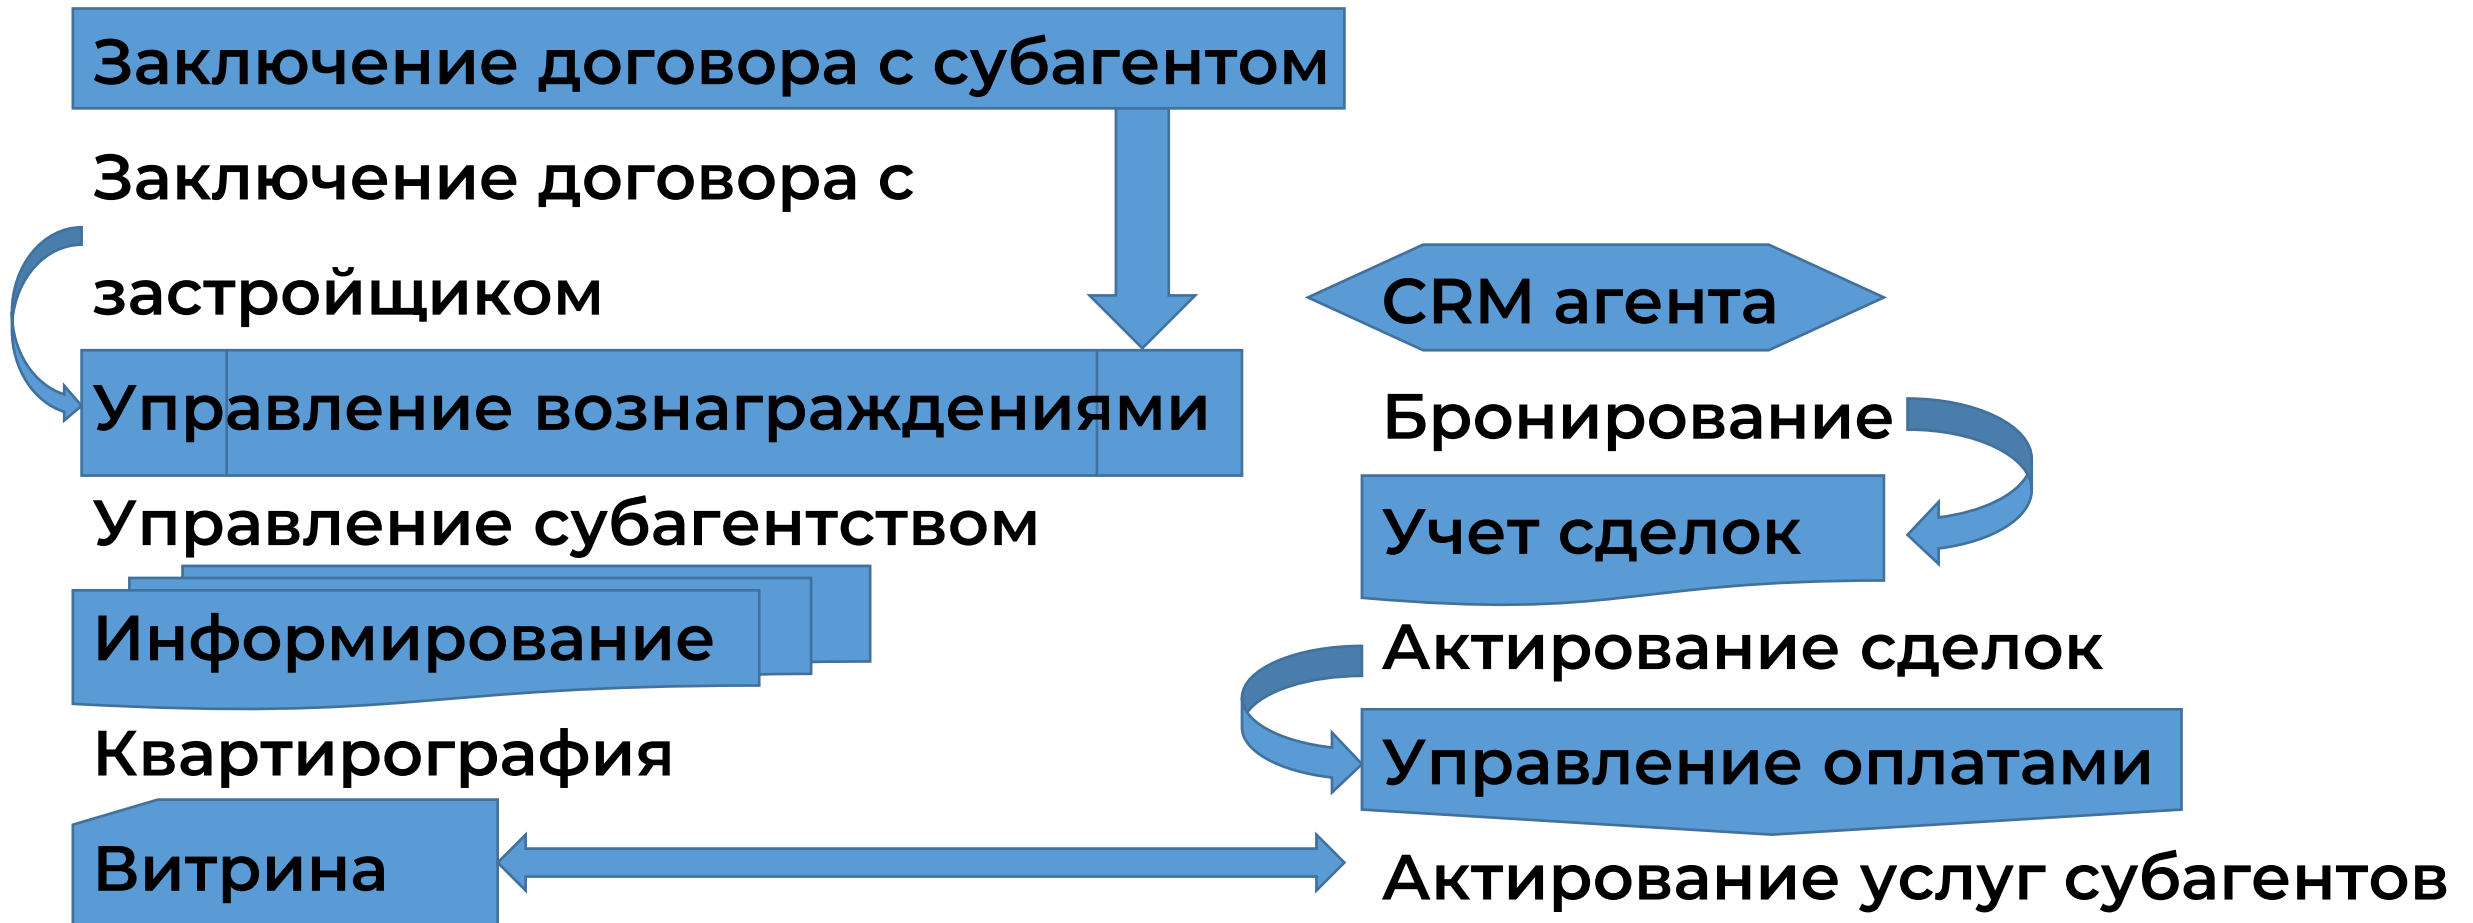 Заключение договора с субагентом
Заключение договора с
застройщиком
Управление вознаграждениями
Управление субагентством
Информирование
Квартирография
Витрина
CRM агента
Бронирование
Учет сделок
Актирование сделок
Управление оплатами
Актирование услуг субагентов